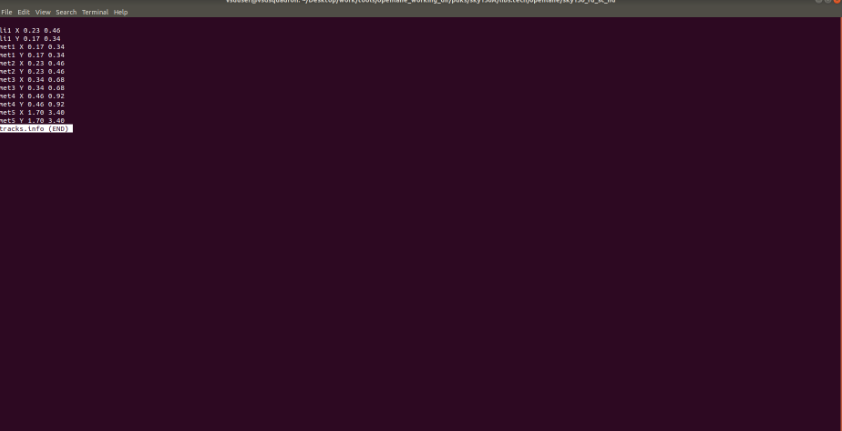 File Edit View Search Terminal Help
li1 X 0.23 0.46
li1 Y 0.17 0.34
met1 X 0.17 0.34
met1 Y 0.17 0.34
met2 X 0.23 0.46
met2 Y 0.23 0.46
met3 X 0.34 0.68
met3 Y 0.34 0.68
met4 X 0.46 0.92
met4 Y 0.46 0.92
met5 X 1.70 3.40
met5 Y 1.70 3.40
tracks.info (END)